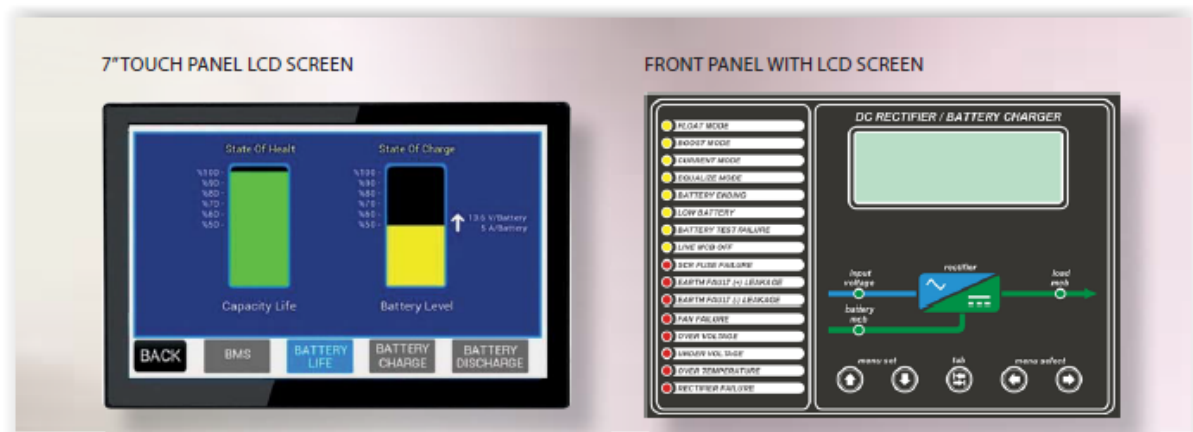 7" TOUCH PANEL LCD SCREEN
State Of Healt
%100 -
%90 -
%80 -
%70 -
%60 -
%50 -
Capacity Life
State Of Charge
%100 -
%90 -
%80 -
%70 -
%60 -
%50 -
13.6 V/Battery
5 A/Battery
Battery Level
BACK
BMS
BATTERY
LIFE
BATTERY
CHARGE
BATTERY
DISCHARGE
FRONT PANEL WITH LCD SCREEN
FLOAT MODE
BOOST MODE
CURRENT MODE
EQUALIZE MODE
BATTERY ENDING
LOW BATTERY
BATTERY TEST FAILURE
LINE MCB OFF
SCR FUSE FAILURE
EARTH FAULT (+) LEAKAGE
EARTH FAULT (-) LEAKAGE
FAN FAILURE
OVER VOLTAGE
UNDER VOLTAGE
OVER TEMPERATURE
RECTIFIER FAILURE
DC RECTIFIER / BATTERY CHARGER
input
voltage
rectifier
load
mcb
battery
mcb
menu set
tab
menu select